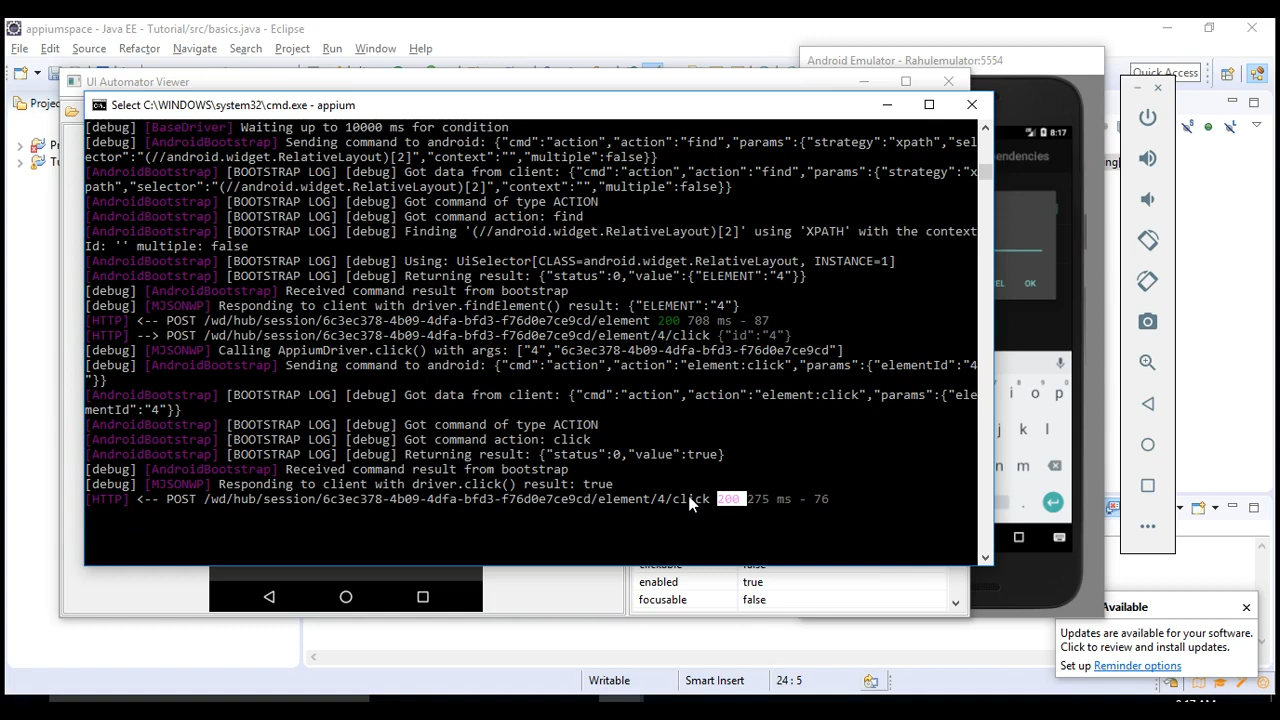 appiumspace - Java EE - Tutorial/src/basics.java - Eclipse
File Edit Source Refactor Navigate Search Project Run Window Help
Android Emulator - Rahulemulator:5554
UI Automator Viewer
Quick Access
Select C:\WINDOWS\system32\cmd.exe - appium
[debug] [BaseDriver] Waiting up to 10000 ms for condition
[debug] [AndroidBootstrap] Sending command to android: {"cmd":"action","action":"find","params":{"strategy":"xpath","sel
ector":"(//android.widget.RelativeLayout)[2]","context":"","multiple":false}}
[AndroidBootstrap] [BOOTSTRAP LOG] [debug] Got data from client: {"cmd":"action","action":"find","params":{"strategy":"x
path","selector":"(//android.widget.RelativeLayout)[2]","context":"","multiple":false}}
[AndroidBootstrap] [BOOTSTRAP LOG] [debug] Got command of type ACTION
[AndroidBootstrap] [BOOTSTRAP LOG] [debug] Got command action: find
[AndroidBootstrap] [BOOTSTRAP LOG] [debug] Finding '(//android.widget.RelativeLayout)[2]' using 'XPATH' with the context
Id: '' multiple: false
[AndroidBootstrap] [BOOTSTRAP LOG] [debug] Using: UiSelector[CLASS=android.widget.RelativeLayout, INSTANCE=1]
[AndroidBootstrap] [BOOTSTRAP LOG] [debug] Returning result: {"status":0,"value":{"ELEMENT":"4"}}
[debug] [AndroidBootstrap] Received command result from bootstrap
[debug] [MJSONWP] Responding to client with driver.findElement() result: {"ELEMENT":"4"}
[HTTP] <-- POST /wd/hub/session/6c3ec378-4b09-4dfa-bfd3-f76d0e7ce9cd/element 200 708 ms - 87
[HTTP] --> POST /wd/hub/session/6c3ec378-4b09-4dfa-bfd3-f76d0e7ce9cd/element/4/click {"id":"4"}
[debug] [MJSONWP] Calling AppiumDriver.click() with args: ["4","6c3ec378-4b09-4dfa-bfd3-f76d0e7ce9cd"]
[debug] [AndroidBootstrap] Sending command to android: {"cmd":"action","action":"element:click","params":{"elementId":"4
"}}
[AndroidBootstrap] [BOOTSTRAP LOG] [debug] Got data from client: {"cmd":"action","action":"element:click","params":{"ele
mentId":"4"}}
[AndroidBootstrap] [BOOTSTRAP LOG] [debug] Got command of type ACTION
[AndroidBootstrap] [BOOTSTRAP LOG] [debug] Got command action: click
[AndroidBootstrap] [BOOTSTRAP LOG] [debug] Returning result: {"status":0,"value":true}
[debug] [AndroidBootstrap] Received command result from bootstrap
[debug] [MJSONWP] Responding to client with driver.click() result: true
[HTTP] <-- POST /wd/hub/session/6c3ec378-4b09-4dfa-bfd3-f76d0e7ce9cd/element/4/click 200 275 ms - 76
Projec
8:17
pendencies
CEL OK
i o p
j k l
n m
enabled true
focusable false
Available
Updates are available for your software.
Click to review and install updates.
Set up Reminder options
Writable Smart Insert 24 : 5